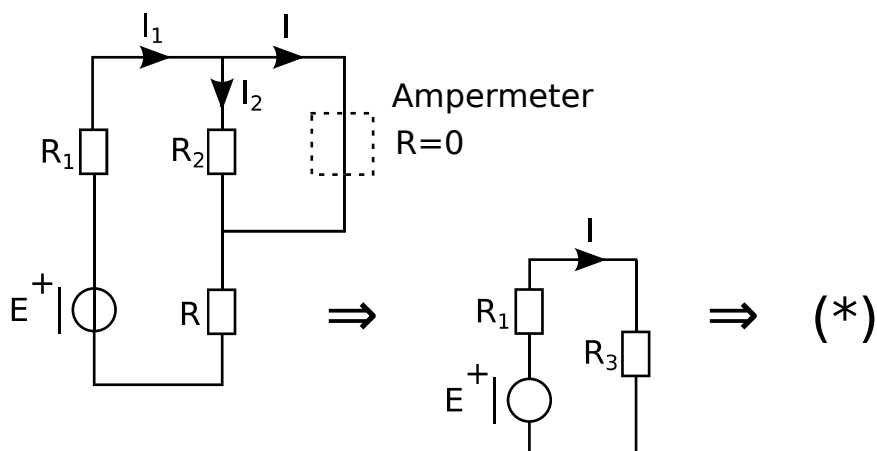 I1
I
I2
Ampermeter
R=0
R1
R2
E
+
R
⇒
I
R1
R3
E
+
⇒
(*)